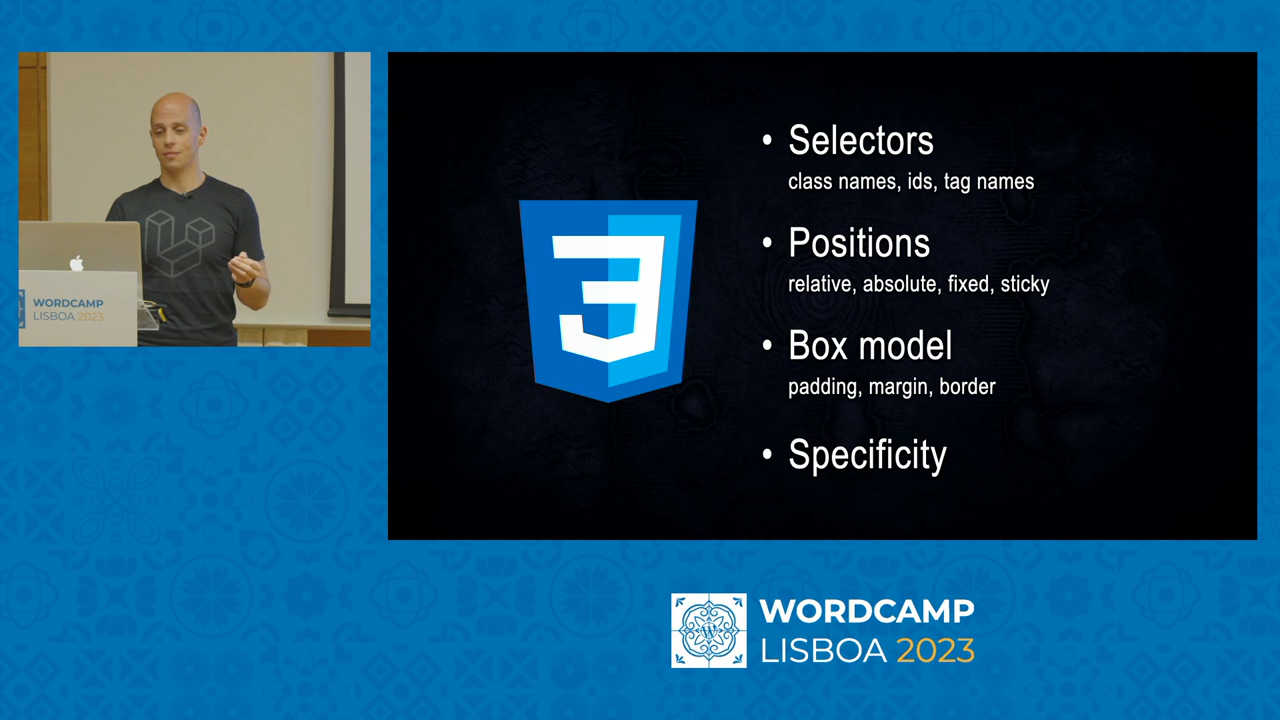 WORDCAMP
LISBOA 2023
• Selectors
class names, ids, tag names
• Positions
relative, absolute, fixed, sticky
• Box model
padding, margin, border
• Specificity
WORDCAMP
LISBOA 2023